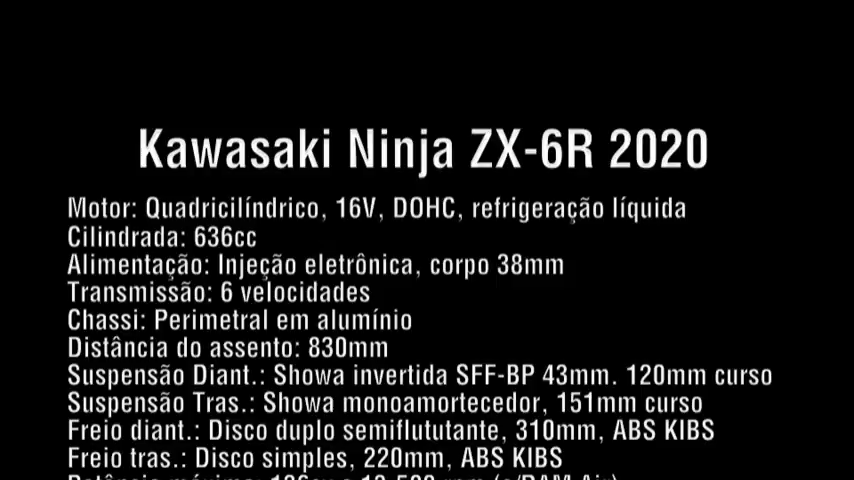 Kawasaki Ninja ZX-6R 2020
Motor: Quadricilíndrico, 16V, DOHC, refrigeração líquida
Cilindrada: 636cc
Alimentação: Injeção eletrônica, corpo 38mm
Transmissão: 6 velocidades
Chassi: Perimetral em alumínio
Distância do assento: 830mm
Suspensão Diant.: Showa invertida SFF-BP 43mm. 120mm curso
Suspensão Tras.: Showa monoamortecedor, 151mm curso
Freio diant.: Disco duplo semiflututante, 310mm, ABS KIBS
Freio tras.: Disco simples, 220mm, ABS KIBS
Potência máxima: